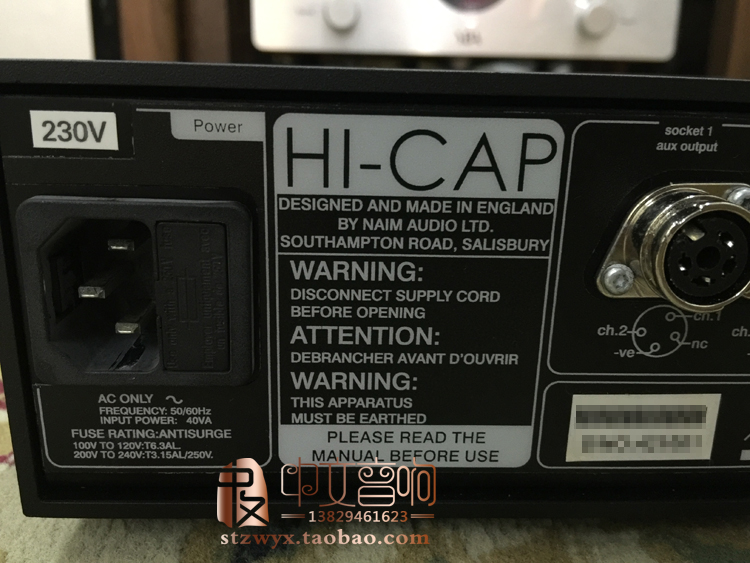 230V
Power
HI-CAP
DESIGNED AND MADE IN ENGLAND
BY NAIM AUDIO LTD.
SOUTHAMPTON ROAD, SALISBURY
WARNING:
DISCONNECT SUPPLY CORD
BEFORE OPENING
ATTENTION:
DEBRANCHER AVANT D'OUVRIR
WARNING:
THIS APPARATUS
MUST BE EARTHED
PLEASE READ THE
MANUAL BEFORE USE
AC ONLY
FREQUENCY: 50/60Hz
INPUT POWER: 40VA
FUSE RATING:ANTISURGE
100V TO 120V:T6.3AL.
200V TO 240V:T3.15AL/250V.
socket 1
aux output
ch.1
ch.2
nc
-ve
ch.
中文音响
13829461623
stzwyx.taobao.com